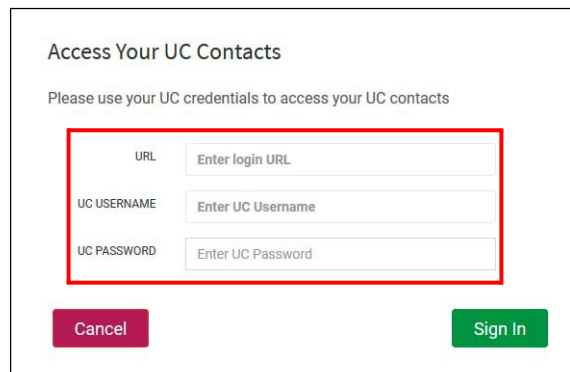 Access Your UC Contacts
Please use your UC credentials to access your UC contacts
URL Enter login URL
UC USERNAME Enter UC Username
UC PASSWORD Enter UC Password
Cancel Sign In